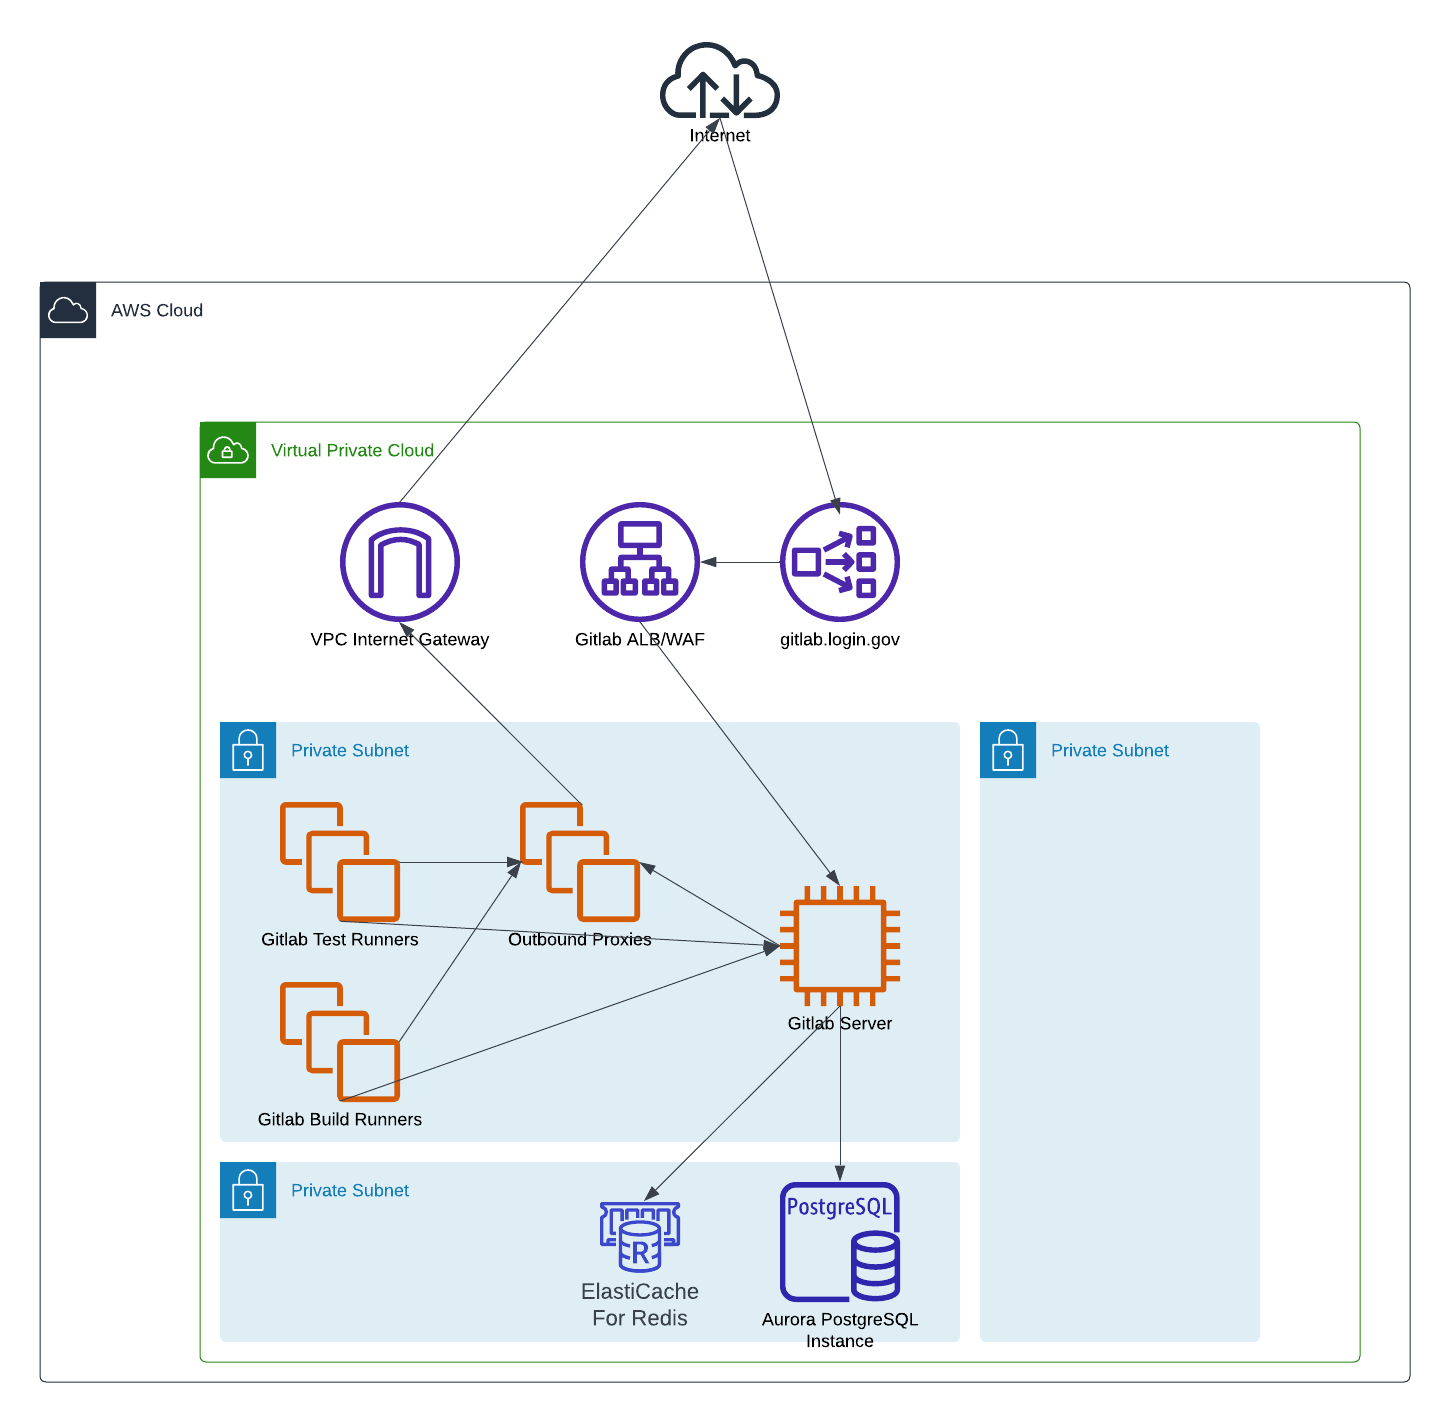 Internet
AWS Cloud
Virtual Private Cloud
VPC Internet Gateway
Gitlab ALB/WAF
gitlab.login.gov
Private Subnet
Private Subnet
Gitlab Test Runners
Outbound Proxies
Gitlab Server
Gitlab Build Runners
Private Subnet
PostgreSQL
R
ElastiCache
For Redis
Aurora PostgreSQL
Instance